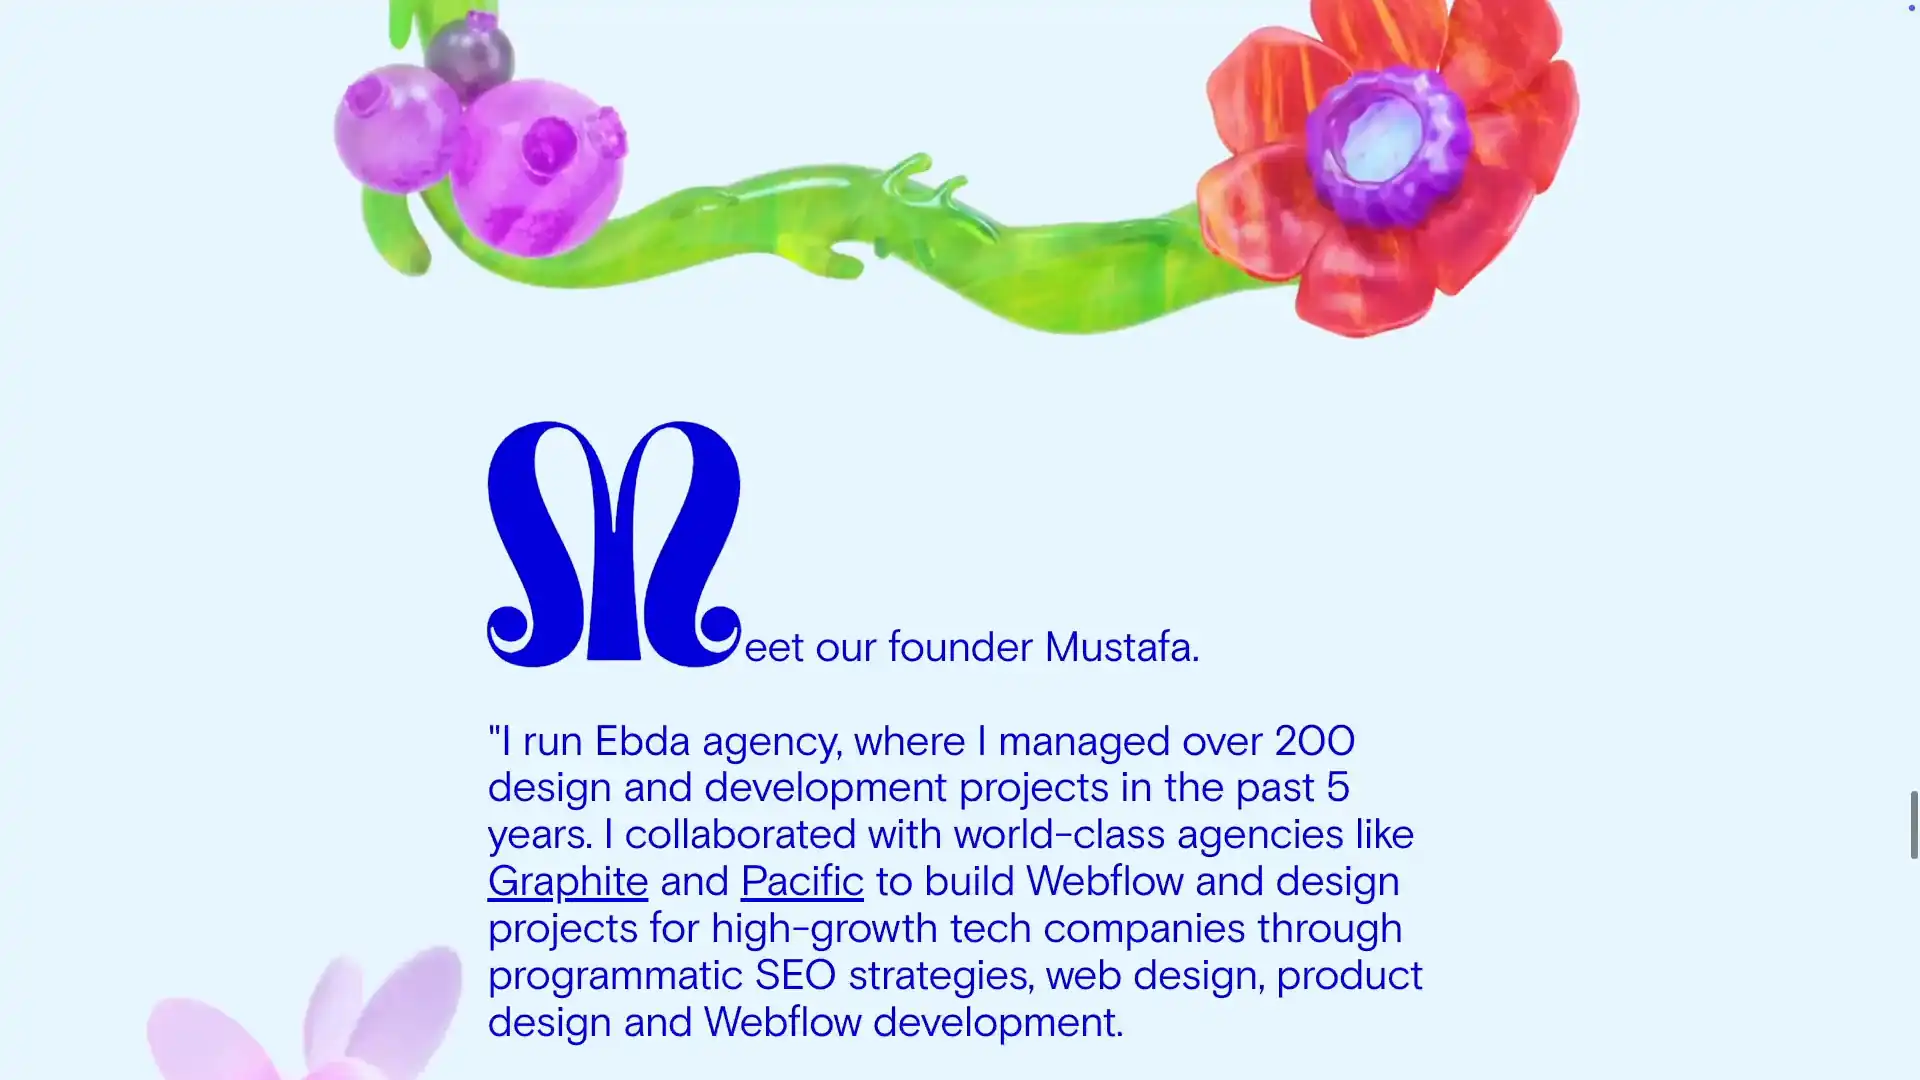 Meet our founder Mustafa.
"I run Ebda agency, where I managed over 200
design and development projects in the past 5
years. I collaborated with world-class agencies like
Graphite and Pacific to build Webflow and design
projects for high-growth tech companies through
programmatic SEO strategies, web design, product
design and Webflow development.